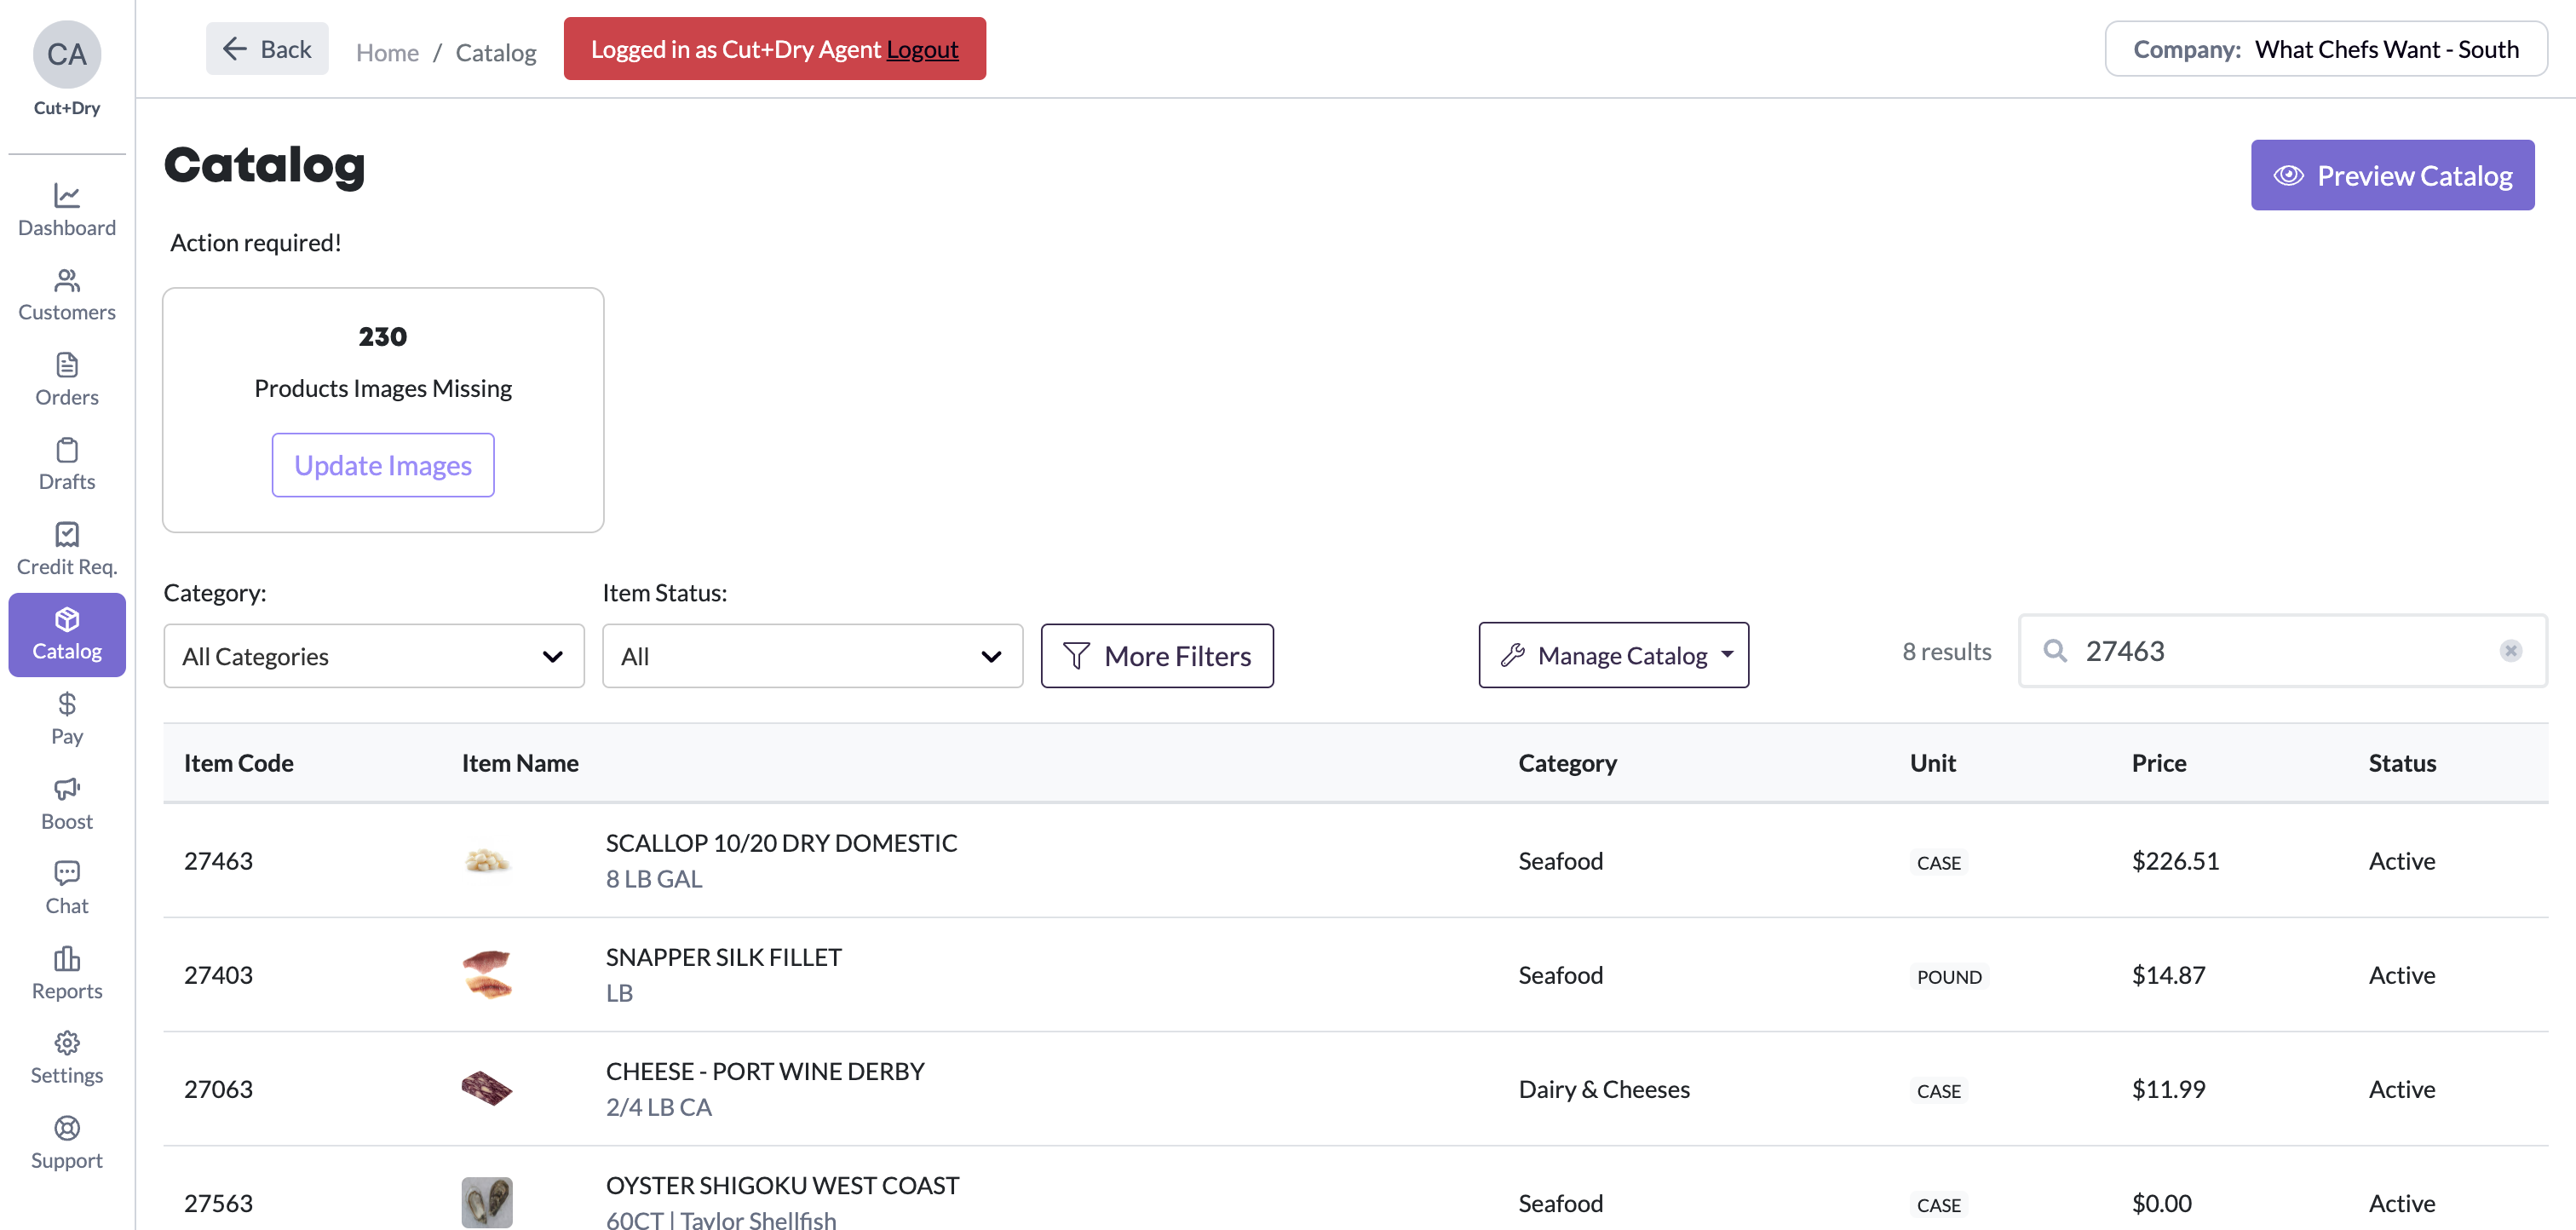 CA
Cut+Dry
Dashboard
Customers
Orders
Drafts
Credit Req.
Catalog
Pay
Boost
Chat
Reports
Settings
Support
Back
Home / Catalog
Logged in as Cut+Dry Agent Logout
Company: What Chefs Want - South
Catalog
Preview Catalog
Action required!
230
Products Images Missing
Update Images
Category:
Item Status:
All Categories
All
More Filters
Manage Catalog
8 results
27463
Item Code Item Name Category Unit Price Status
27463 SCALLOP 10/20 DRY DOMESTIC Seafood CASE $226.51 Active
8 LB GAL
27403 SNAPPER SILK FILLET Seafood POUND $14.87 Active
LB
27063 CHEESE - PORT WINE DERBY Dairy & Cheeses CASE $11.99 Active
2/4 LB CA
27563 OYSTER SHIGOKU WEST COAST Seafood CASE $0.00 Active
60CT | Taylor Shellfish